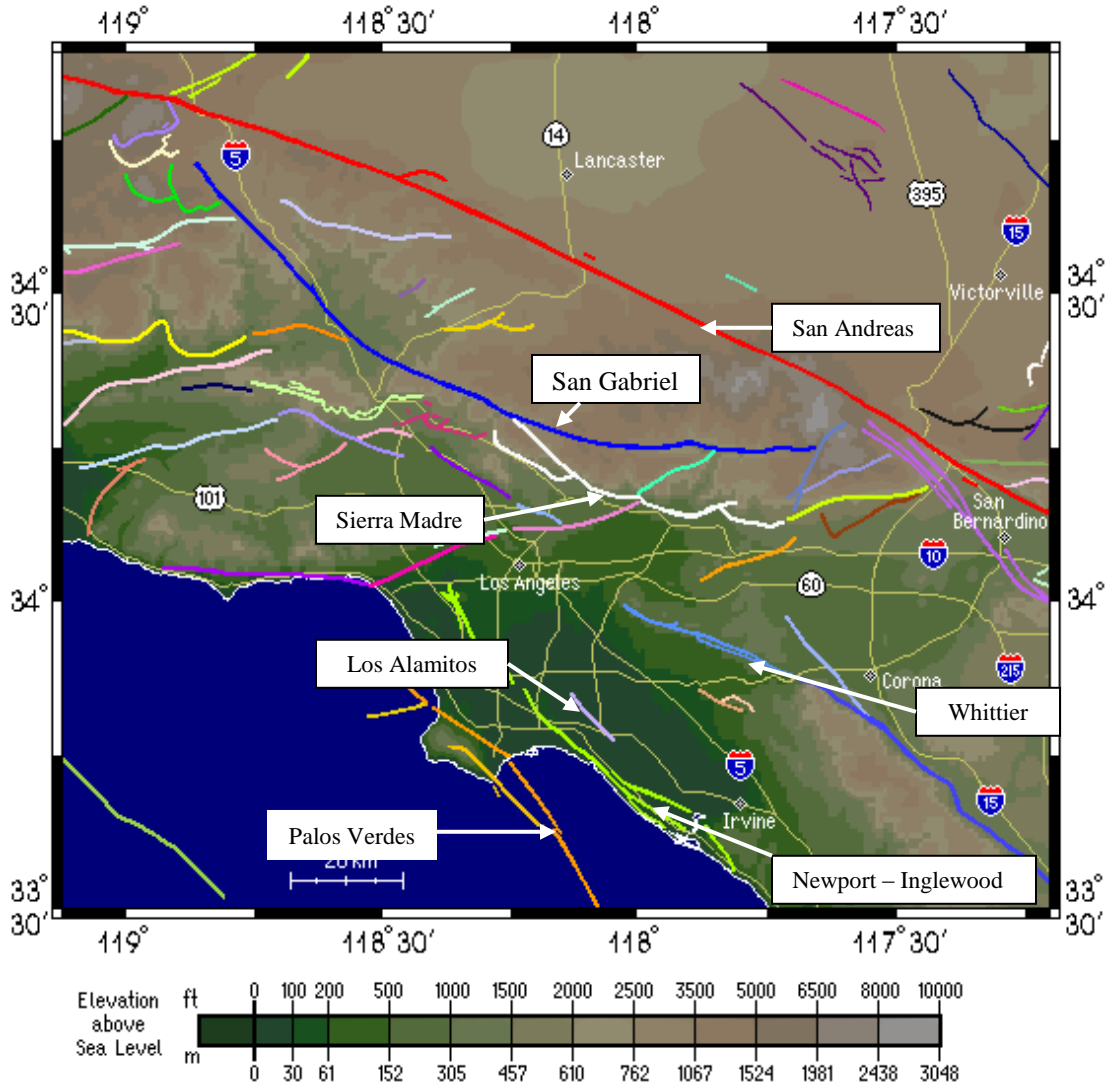 119° 118° 30′ 118° 117° 30′
14
5
Lancaster
395
15
34° 30′
34° 30′
Victorville
San Andreas
San Gabriel
101
Sierra Madre
San
Bernardino
10
Los Angeles
60
34°
34°
Los Alamitos
215
Corona
Whittier
5
15
Irvine
Palos Verdes
20 km
Newport – Inglewood
33° 30′
33° 30′
119° 118° 30′ 118° 117° 30′
Elevation
above
Sea Level
ft 0 100 200 500 1000 1500 2000 2500 3500 5000 6500 8000 10000
m 0 30 61 152 305 457 610 762 1067 1524 1981 2438 3048